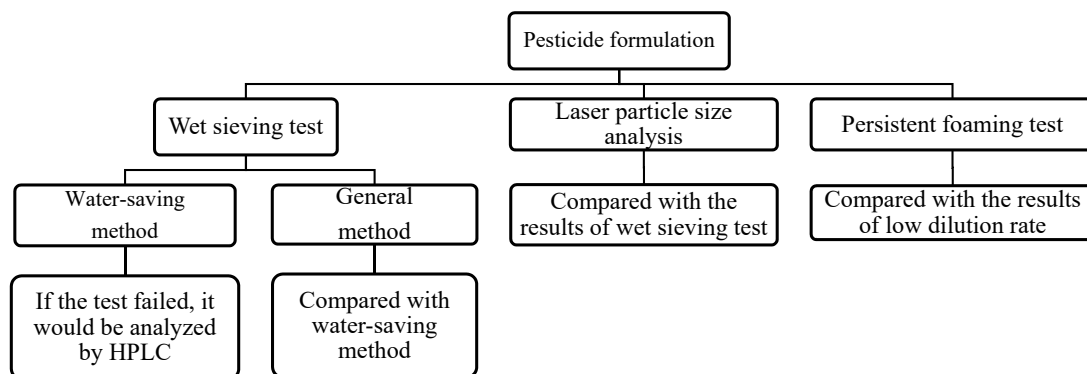 Pesticide formulation
Wet sieving test
Laser particle size
analysis
Persistent foaming test
Water-saving
method
General
method
Compared with the
results of wet sieving test
Compared with the results
of low dilution rate
If the test failed, it
would be analyzed
by HPLC
Compared with
water-saving
method